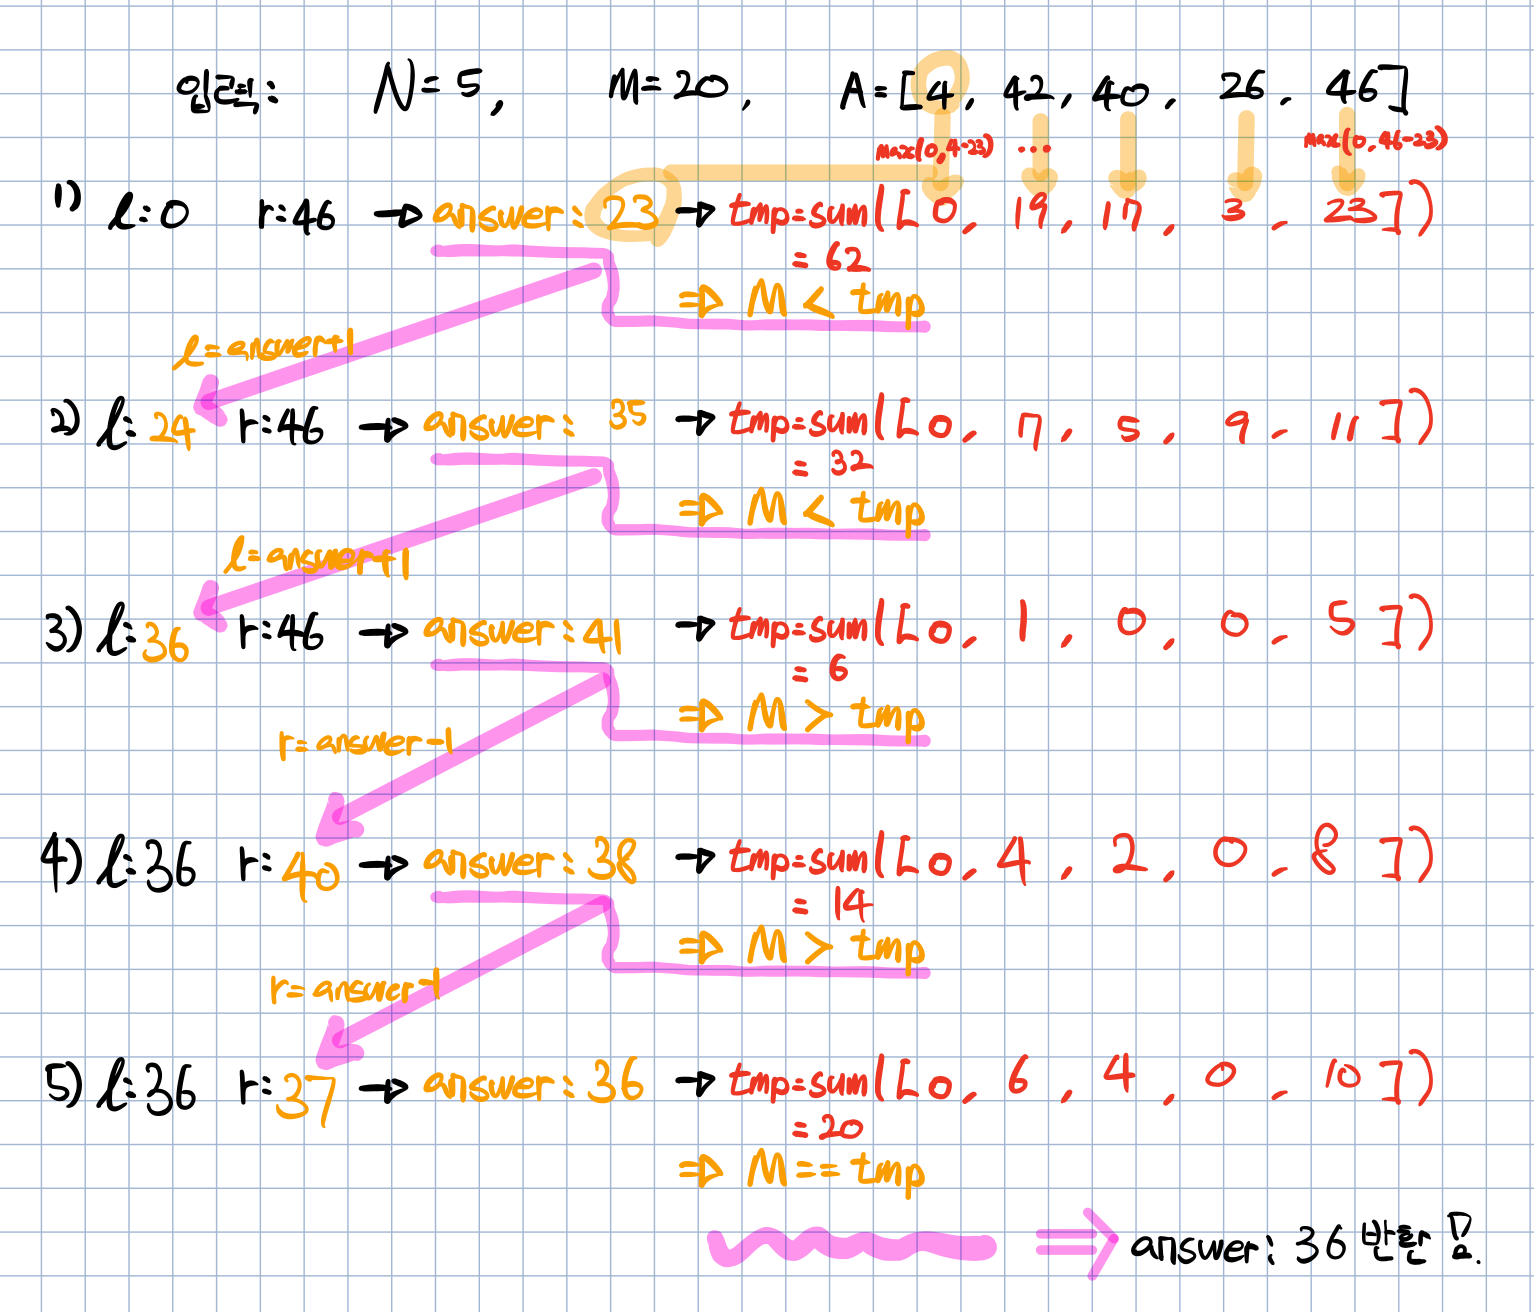 입력: N=5, M=20, A=[4, 42, 40, 26, 46]
max(0,4-23) ... max(0,46-23)
1) l:0 r:46 → answer: 23 → tmp=sum([0, 19, 17, 3, 23])
= 62
⇒ M < tmp
l=answer+1
2) l:24 r:46 → answer: 35 → tmp=sum([0, 7, 5, 9, 11])
= 32
⇒ M < tmp
l=answer+1
3) l:36 r:46 → answer: 41 → tmp=sum([0, 1, 0, 0, 5])
= 6
⇒ M > tmp
r=answer-1
4) l:36 r:40 → answer: 38 → tmp=sum([0, 4, 2, 0, 8])
= 14
⇒ M > tmp
r=answer-1
5) l:36 r:37 → answer: 36 → tmp=sum([0, 6, 4, 0, 10])
= 20
⇒ M == tmp
⇒ answer: 36 반환!